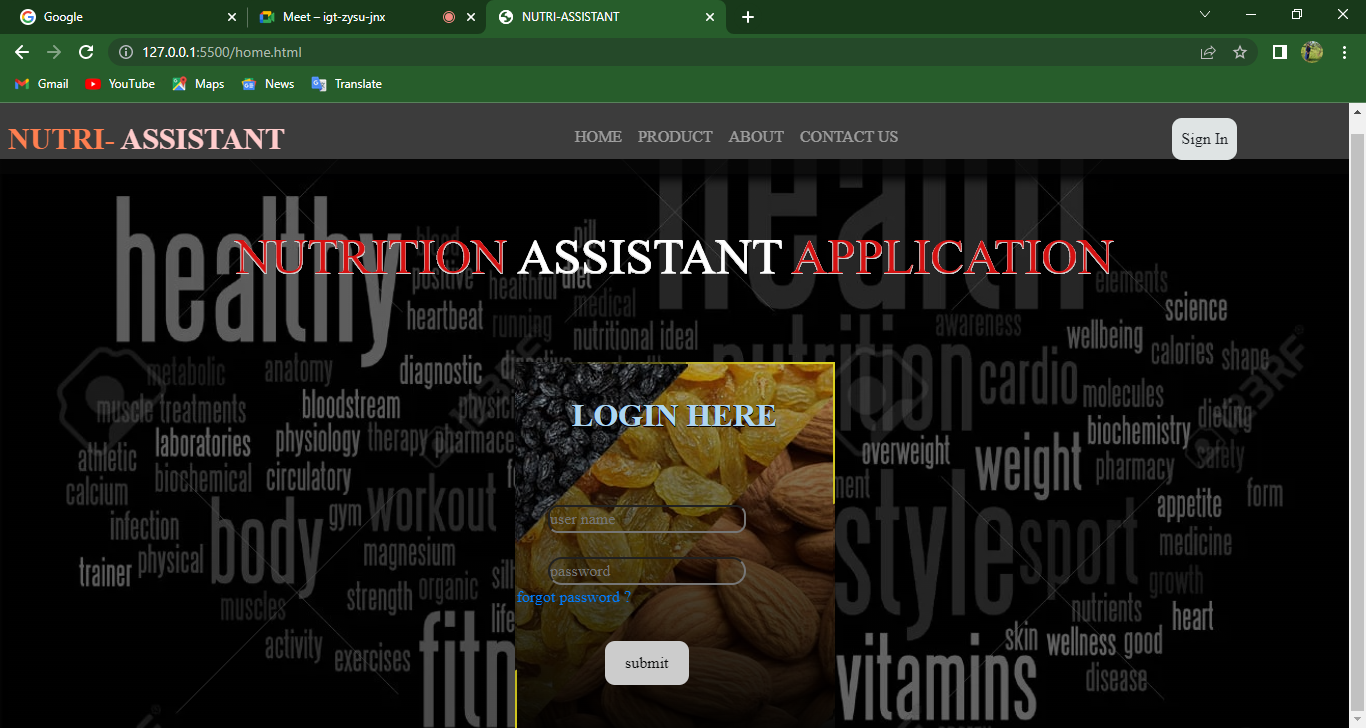 Google
Meet – igt-zysu-jnx
NUTRI-ASSISTANT
127.0.0.1:5500/home.html
Gmail YouTube Maps News Translate
NUTRI- ASSISTANT HOME PRODUCT ABOUT CONTACT US Sign In
healthy
health
blood
pill
NUTRITION ASSISTANT APPLICATION
positive
healthful
diet
elements
medical
science
heartbeat
running
nutritional ideal
awareness
wellbeing
nutrition
calories
shape
metabolic
anatomy
diagnostic
cardio
molecules
muscle
treatments
bloodstream
dieting
LOGIN HERE
laboratories
physiology
therapy
biochemistry
athletic
overweight
weight
safety
biochemical
circulatory
pharmacy
calcium
workout
appetite
form
body
gym
style
sport
infection
user name
medicine
physical
magnesium
trainer
password
organic
growth
strength
forgot password ?
muscles
nutrients
heart
activity
exercises
skin
wellness
good
submit
vitamins
disease
123RF